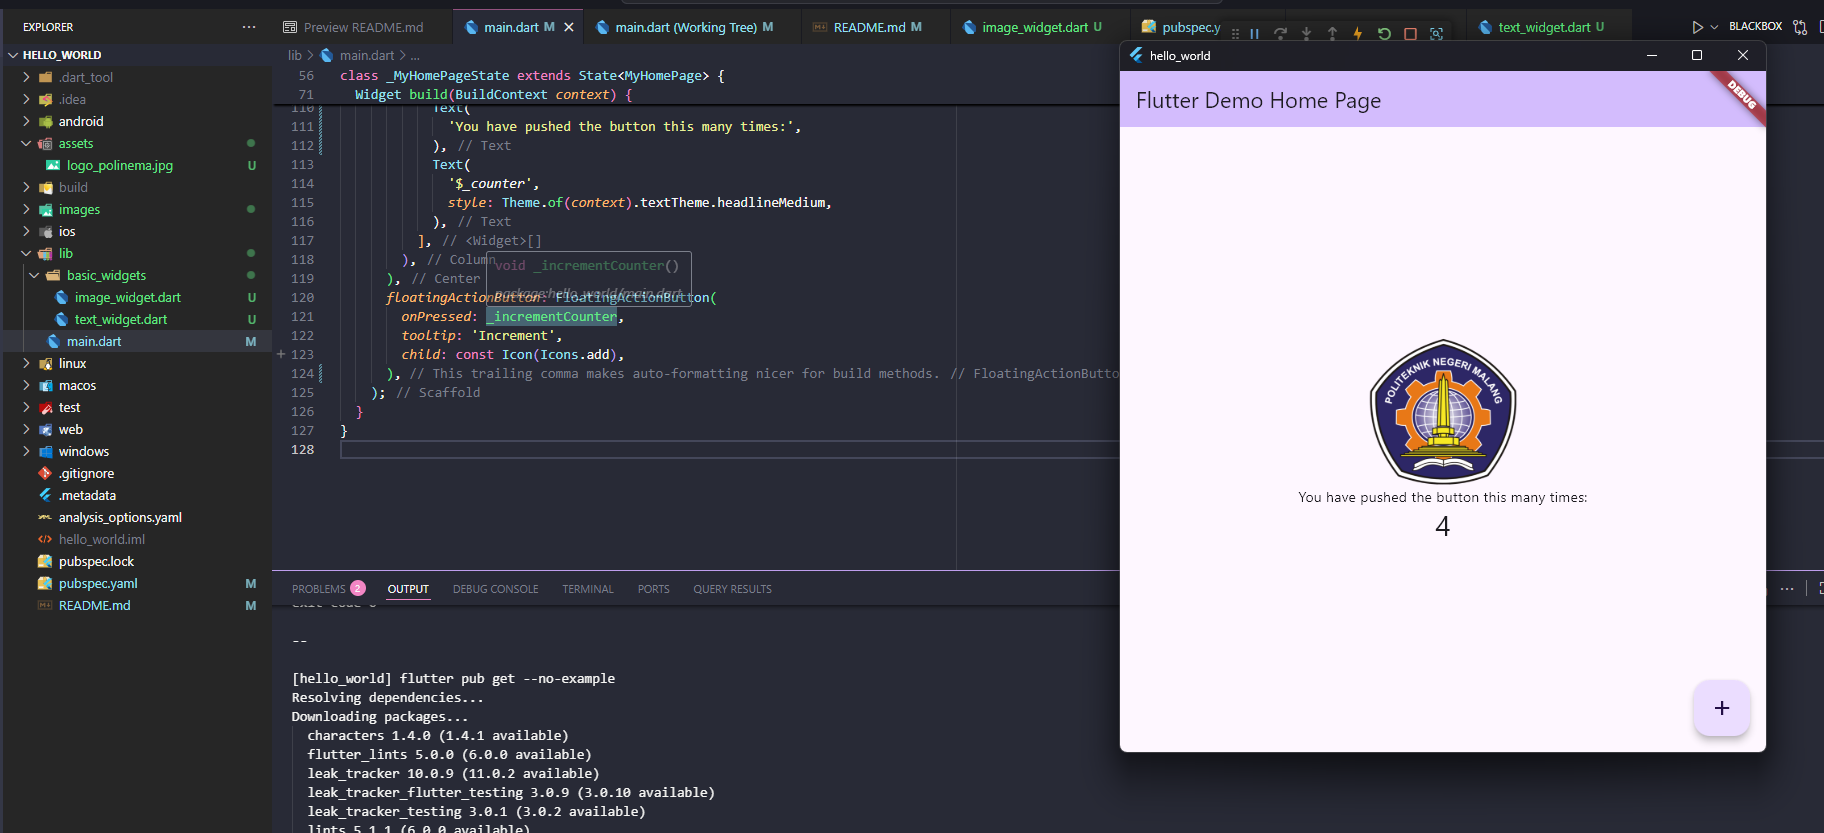 EXPLORER
HELLO_WORLD
.dart_tool
.idea
android
assets
logo_polinema.jpg U
build
images
ios
lib
basic_widgets
image_widget.dart U
text_widget.dart U
main.dart M
linux
macos
test
web
windows
.gitignore
.metadata
analysis_options.yaml
hello_world.iml
pubspec.lock
pubspec.yaml M
README.md M
Preview README.md
main.dart M
main.dart (Working Tree) M
README.md M
image_widget.dart U
pubspec.y
text_widget.dart U
BLACKBOX
lib > main.dart > ...
56 class _MyHomePageState extends State<MyHomePage> {
71 Widget build(BuildContext context) {
110 Text(
111 'You have pushed the button this many times:',
112 ), // Text
113 Text(
114 '$_counter',
115 style: Theme.of(context).textTheme.headlineMedium,
116 ), // Text
117 ], // <Widget>[]
118 ), // Column
119 ), // Center
void _incrementCounter()
package:hello_world/main.dart
120 floatingActionButton: FloatingActionButton(
121 onPressed: _incrementCounter,
122 tooltip: 'Increment',
123 child: const Icon(Icons.add),
124 ), // This trailing comma makes auto-formatting nicer for build methods. // FloatingActionButto
125 ); // Scaffold
126 }
127 }
128
PROBLEMS 2 OUTPUT DEBUG CONSOLE TERMINAL PORTS QUERY RESULTS
exit code 0
--
[hello_world] flutter pub get --no-example
Resolving dependencies...
Downloading packages...
characters 1.4.0 (1.4.1 available)
flutter_lints 5.0.0 (6.0.0 available)
leak_tracker 10.0.9 (11.0.2 available)
leak_tracker_flutter_testing 3.0.9 (3.0.10 available)
leak_tracker_testing 3.0.1 (3.0.2 available)
lints 5.1.1 (6.0.0 available)
hello_world
Flutter Demo Home Page
DEBUG
POLITEKNIK NEGERI MALANG
You have pushed the button this many times:
4